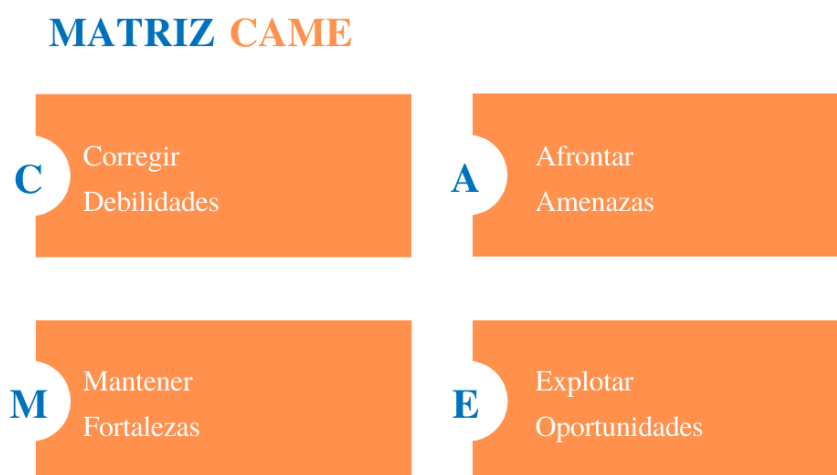 MATRIZ CAME
C
Corregir
Debilidades
A
Afrontar
Amenazas
M
Mantener
Fortalezas
E
Explotar
Oportunidades